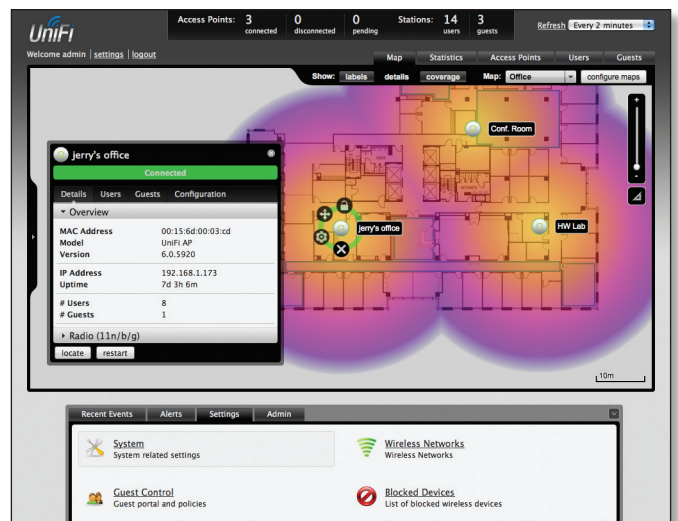 UniFi
Access Points: 3 connected 0 disconnected 0 pending Stations: 14 users 3 guests
Refresh Every 2 minutes
Welcome admin | settings | logout
Map Statistics Access Points Users Guests
Show: labels details coverage Map: Office configure maps
+
-
Conf. Room
jerry's office
HW Lab
WOMEN
MEN
10m
jerry's office
Connected
Details Users Guests Configuration
Overview
MAC Address 00:15:6d:00:03:cd
Model UniFi AP
Version 6.0.5920
IP Address 192.168.1.173
Uptime 7d 3h 6m
# Users 8
# Guests 1
Radio (11n/b/g)
locate restart
Recent Events Alerts Settings Admin
System
System related settings
Wireless Networks
Wireless Networks
Guest Control
Guest portal and policies
Blocked Devices
List of blocked wireless devices